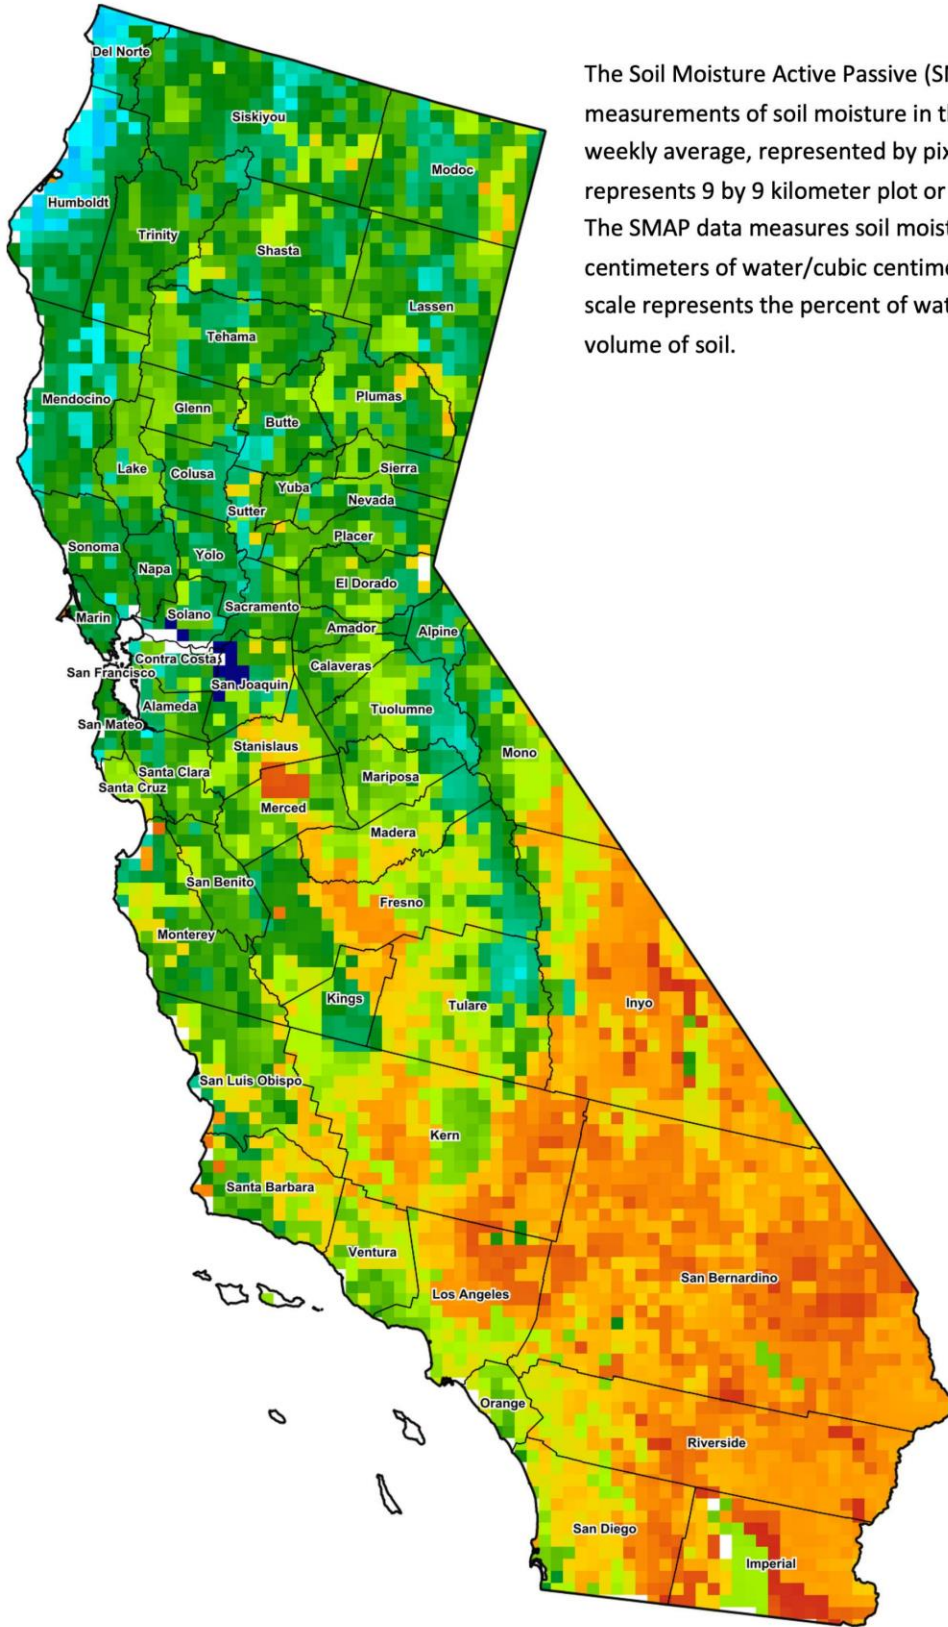 The Soil Moisture Active Passive (SM
measurements of soil moisture in th
weekly average, represented by pix
represents 9 by 9 kilometer plot or
The SMAP data measures soil moist
centimeters of water/cubic centime
scale represents the percent of wat
volume of soil.
Del Norte
Siskiyou
Modoc
Humboldt
Trinity
Shasta
Lassen
Tehama
Mendocino
Glenn
Butte
Plumas
Lake
Colusa
Sierra
Yuba
Nevada
Sutter
Placer
Sonoma
Yolo
Napa
El Dorado
Sacramento
Solano
Marin
Amador
Alpine
Contra Costa
Calaveras
San Francisco
San Joaquin
Alameda
Tuolumne
San Mateo
Stanislaus
Mono
Santa Clara
Mariposa
Santa Cruz
Merced
Madera
San Benito
Fresno
Monterey
Kings
Tulare
Inyo
San Luis Obispo
Kern
Santa Barbara
Ventura
San Bernardino
Los Angeles
Orange
Riverside
San Diego
Imperial